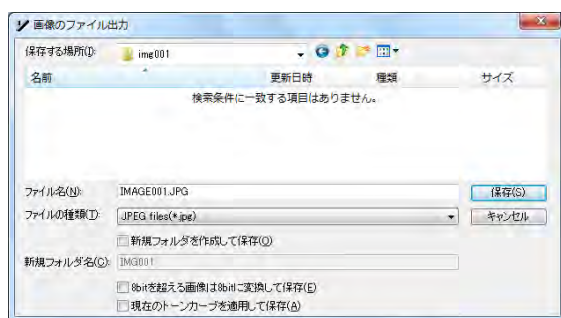 画像のファイル出力
保存する場所(I): img001
名前 更新日時 種類 サイズ
検索条件に一致する項目はありません。
ファイル名(N): IMAGE001.JPG 保存(S)
ファイルの種類(T): JPEG files(*.jpg) キャンセル
新規フォルダを作成して保存(O)
新規フォルダ名(C): IMG001
8bitを超える画像は8bitに変換して保存(E)
現在のトーンカーブを適用して保存(A)